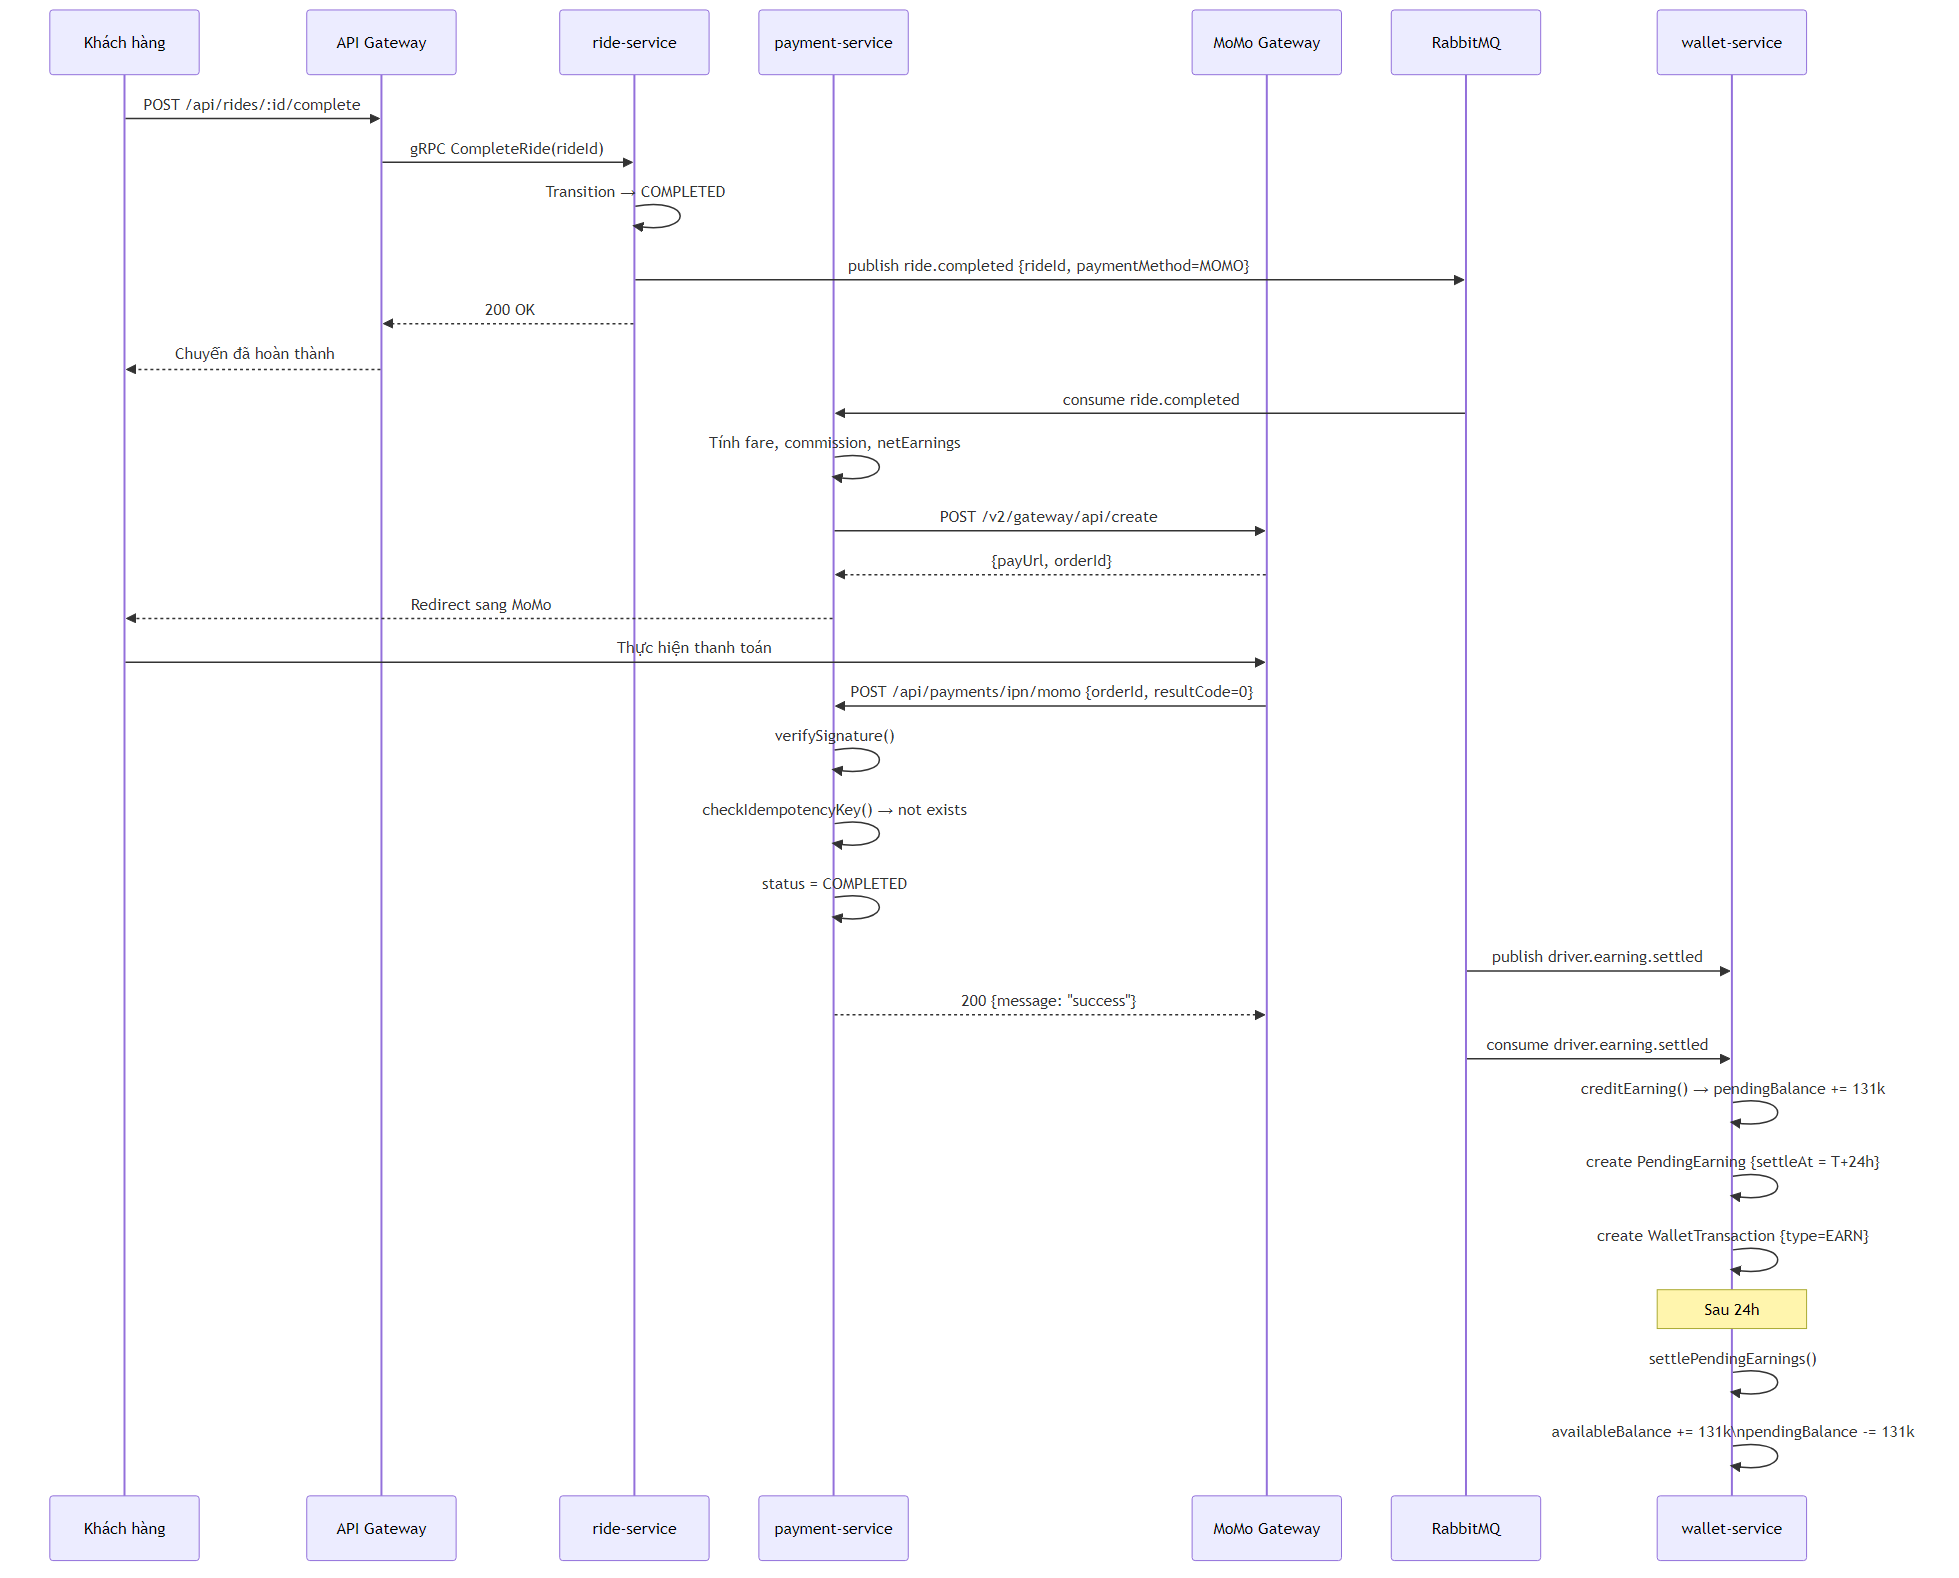 Khách hàng
API Gateway
ride-service
payment-service
MoMo Gateway
RabbitMQ
wallet-service
POST /api/rides/:id/complete
gRPC CompleteRide(rideId)
Transition → COMPLETED
publish ride.completed {rideId, paymentMethod=MOMO}
200 OK
Chuyến đã hoàn thành
consume ride.completed
Tính fare, commission, netEarnings
POST /v2/gateway/api/create
{payUrl, orderId}
Redirect sang MoMo
Thực hiện thanh toán
POST /api/payments/ipn/momo {orderId, resultCode=0}
verifySignature()
checkIdempotencyKey() → not exists
status = COMPLETED
publish driver.earning.settled
200 {message: "success"}
consume driver.earning.settled
creditEarning() → pendingBalance += 131k
create PendingEarning {settleAt = T+24h}
create WalletTransaction {type=EARN}
Sau 24h
settlePendingEarnings()
availableBalance += 131k\npendingBalance -= 131k
Khách hàng
API Gateway
ride-service
payment-service
MoMo Gateway
RabbitMQ
wallet-service